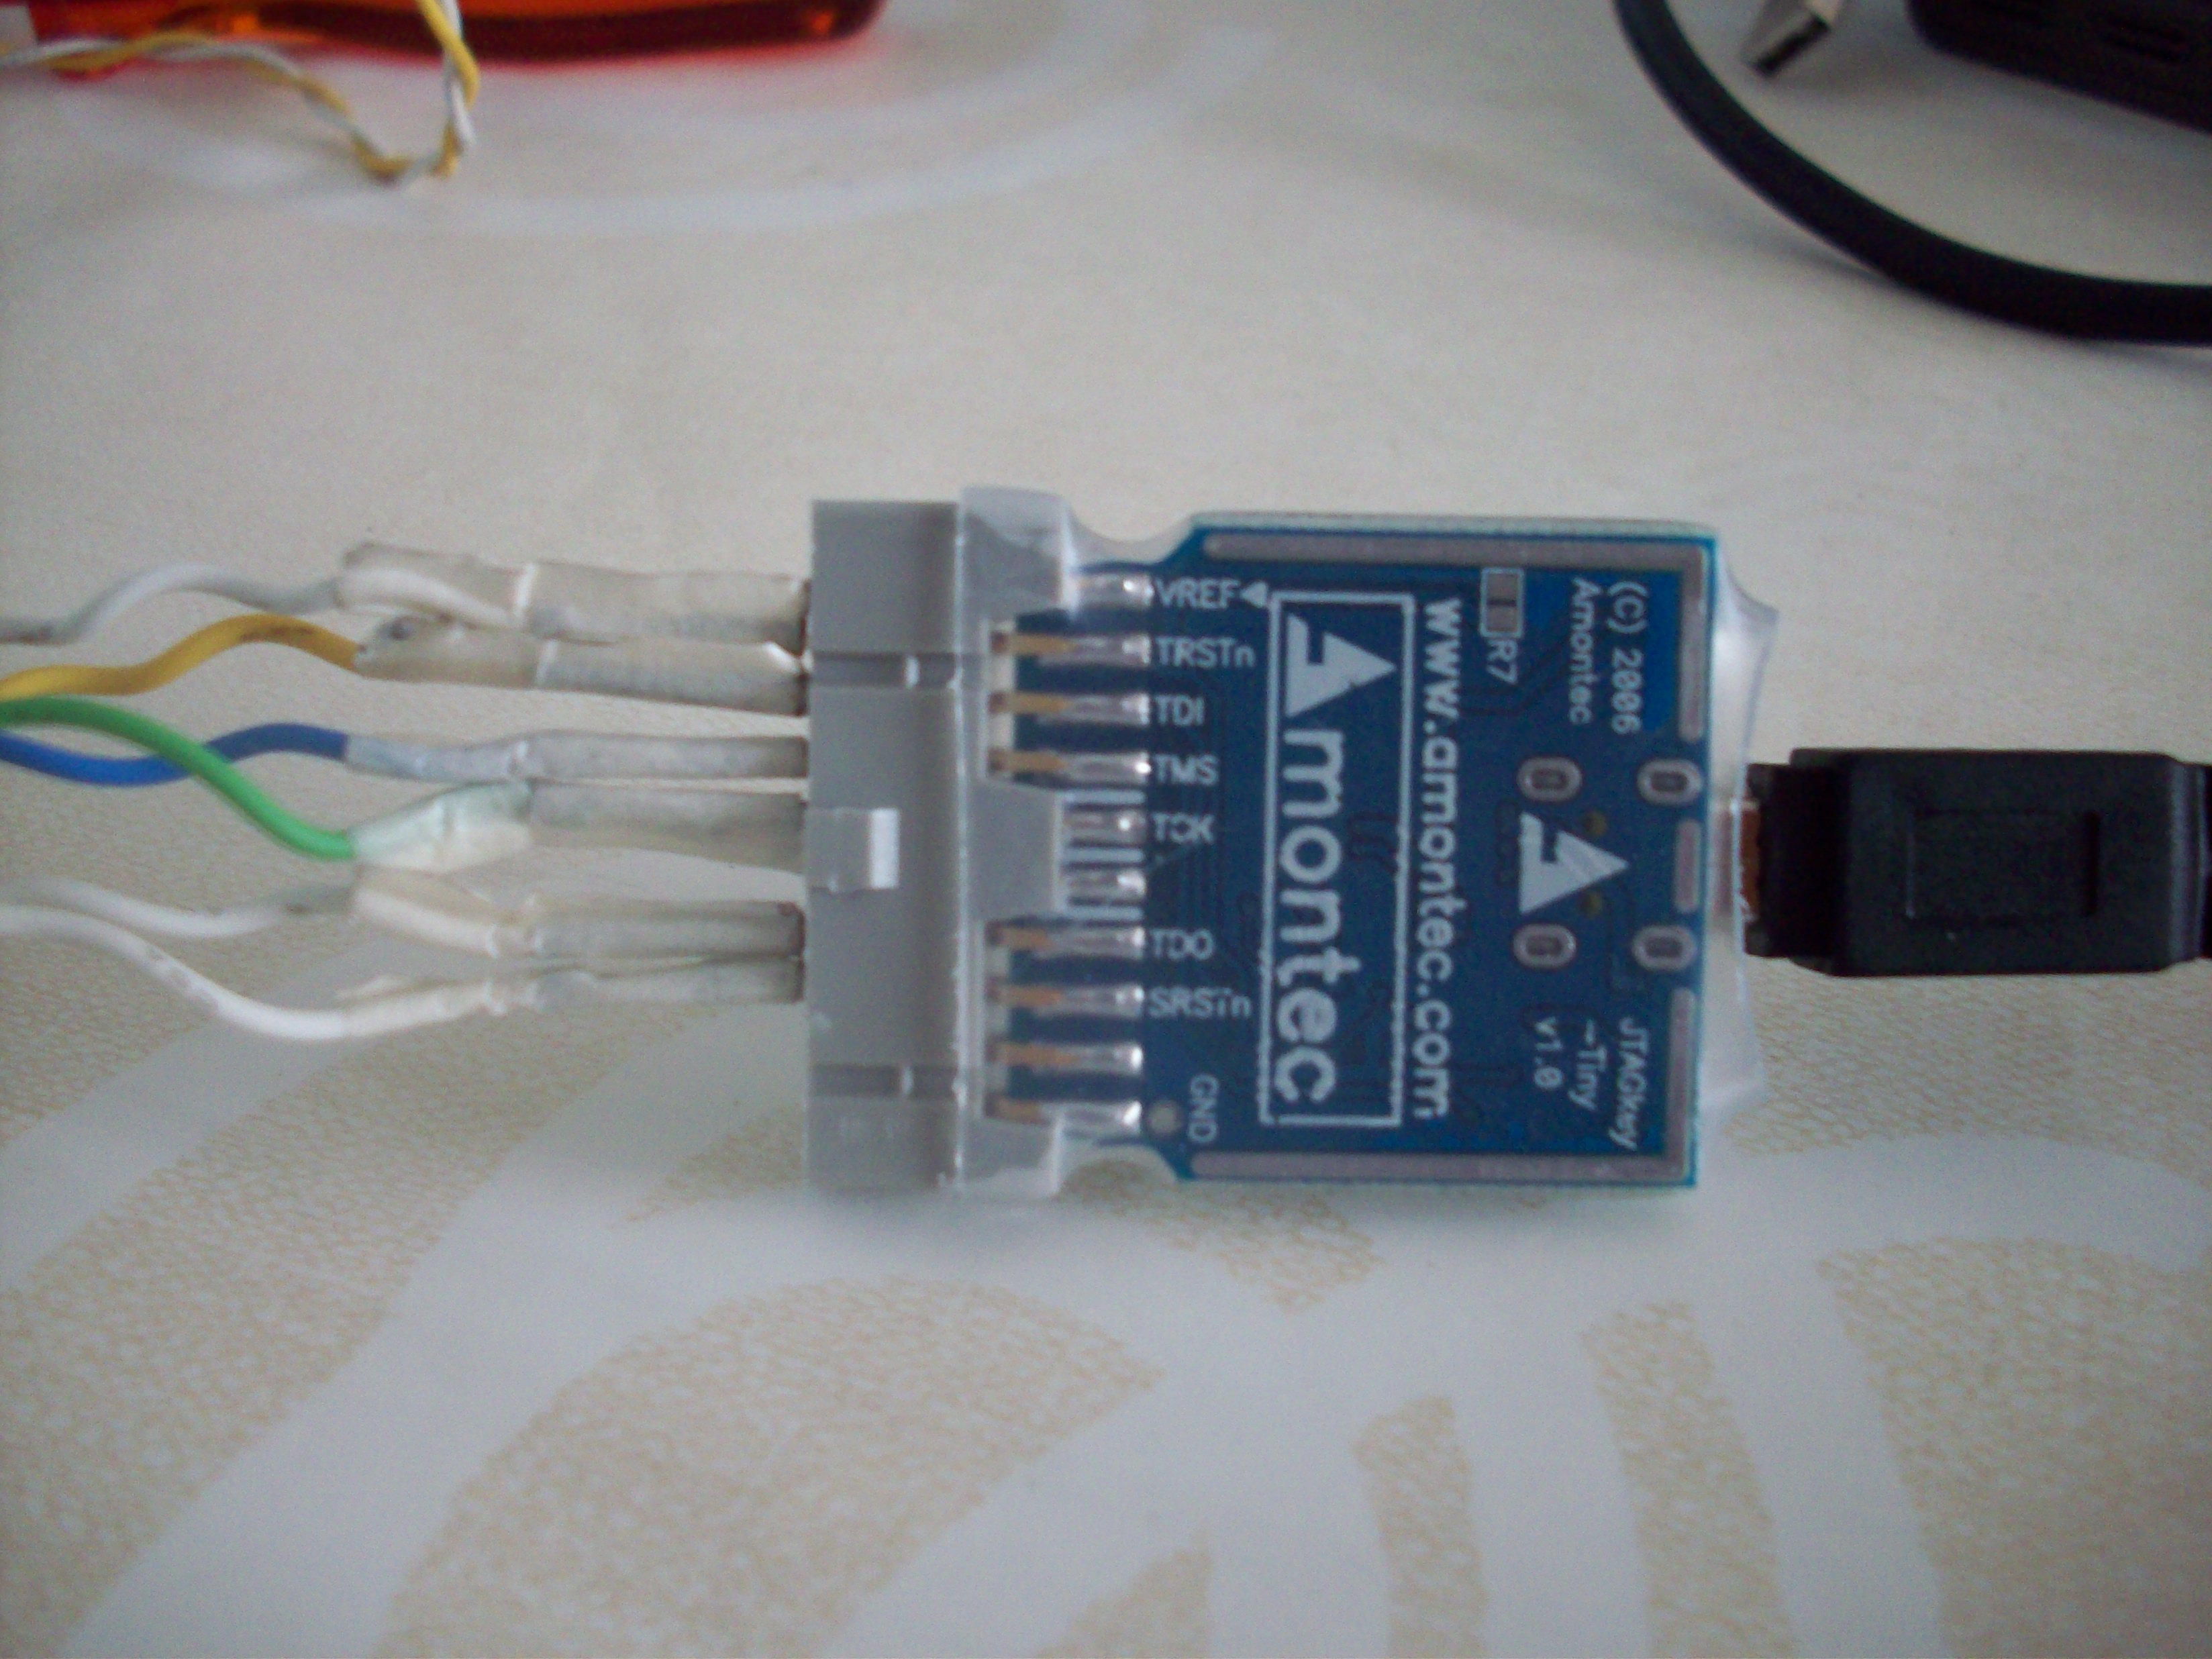 VREF
TRSTn
TDI
TMS
TCK
TDO
SRSTn
GND
Amontec
www.amontec.com
R7
(C) 2006
Amontec
JTAGkey
~Tiny
v1.0